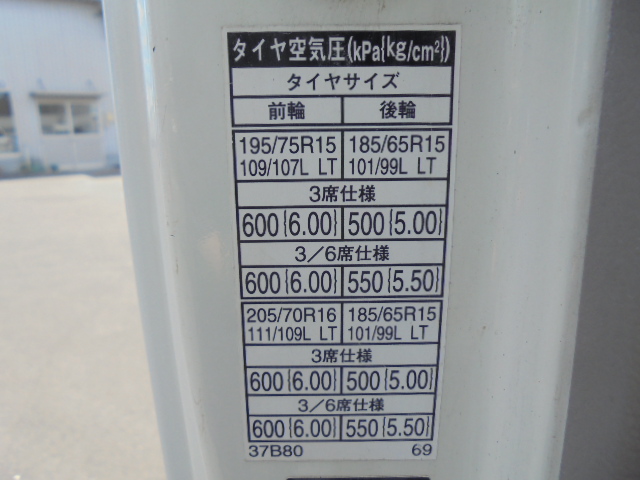 タイヤ空気圧(kPa{kg/cm²})
タイヤサイズ
前輪 後輪
195/75R15 185/65R15
109/107L LT 101/99L LT
3席仕様
600{6.00} 500{5.00}
3/6席仕様
600{6.00} 550{5.50}
205/70R16 185/65R15
111/109L LT 101/99L LT
3席仕様
600{6.00} 500{5.00}
3/6席仕様
600{6.00} 550{5.50}
37B80 69